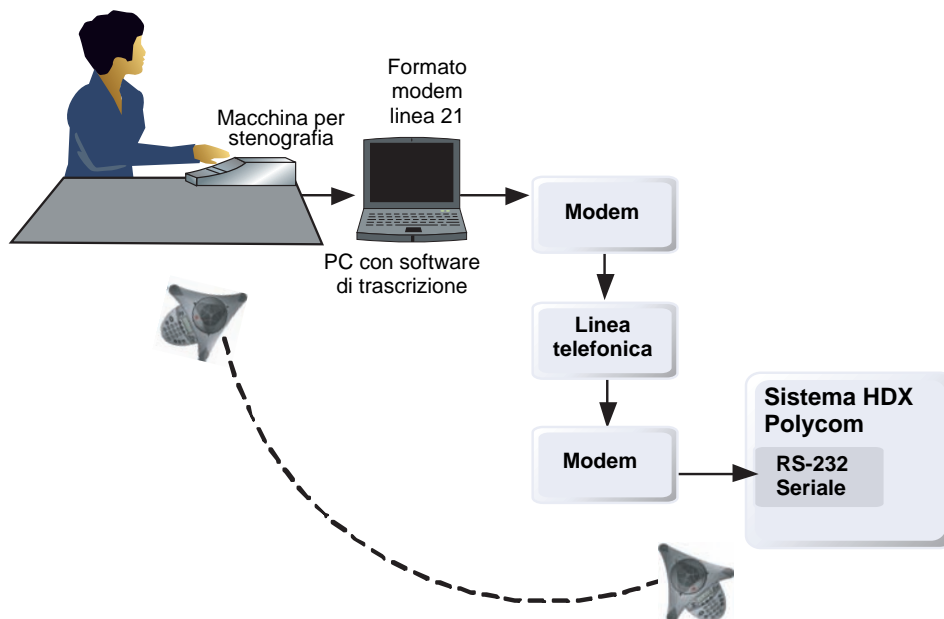 Formato
modem
linea 21
Macchina per
stenografia
PC con software
di trascrizione
Modem
Linea
telefonica
Modem
Sistema HDX
Polycom
RS-232
Seriale